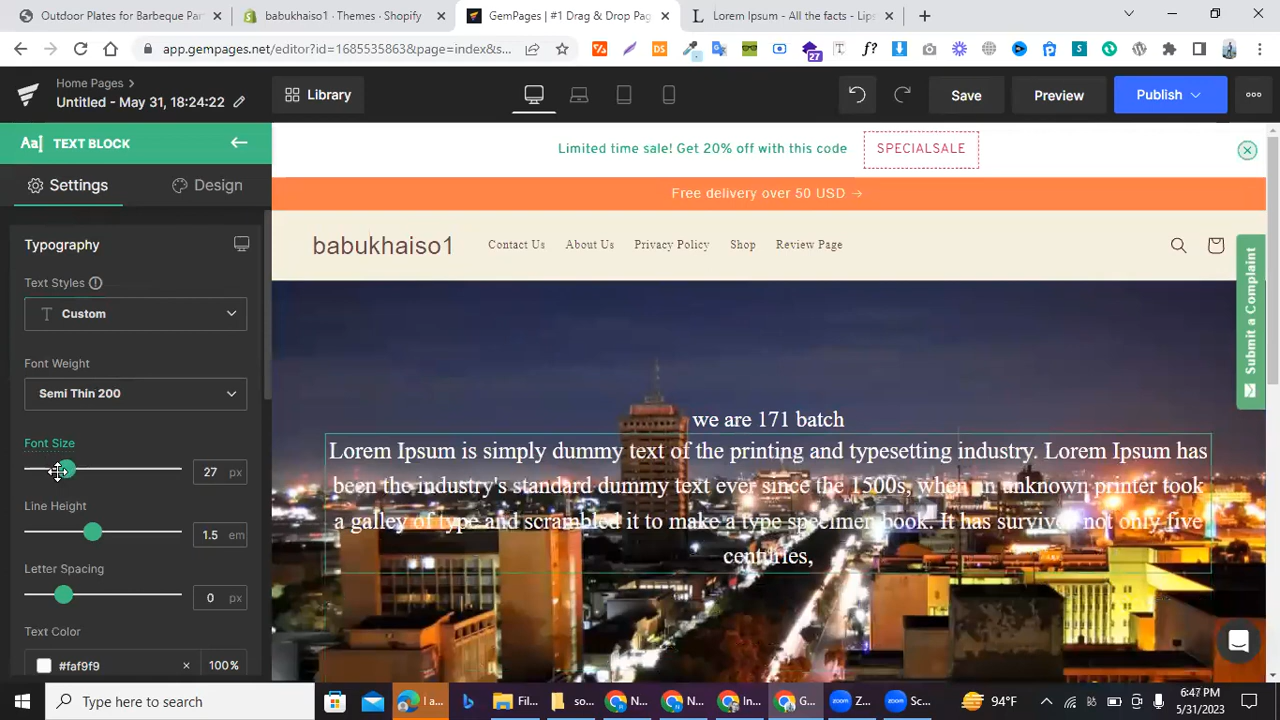 Outdoor Patios or Barbeque Par
babukhaiso1 · Themes · Shopify
GemPages | #1 Drag & Drop Pag
Lorem Ipsum - All the facts - Lips
app.gempages.net/editor?id=1685535863&page=index&s...
27
Home Pages
Untitled - May 31, 18:24:22
Library
Save
Preview
Publish
TEXT BLOCK
Settings
Design
Typography
Text Styles
Custom
Font Weight
Semi Thin 200
Font Size
27 px
Line Height
1.5 em
Letter Spacing
0 px
Text Color
#faf9f9
100%
Limited time sale! Get 20% off with this code
SPECIALSALE
Free delivery over 50 USD →
babukhaiso1
Contact Us
About Us
Privacy Policy
Shop
Review Page
Submit a Complaint
we are 171 batch
Lorem Ipsum is simply dummy text of the printing and typesetting industry. Lorem Ipsum has
been the industry's standard dummy text ever since the 1500s, when an unknown printer took
a galley of type and scrambled it to make a type specimen book. It has survived not only five
centuries,
Type here to search
I a...
Fil...
so...
N...
N...
In...
G...
Z...
Sc...
94°F
6:47 PM
5/31/2023